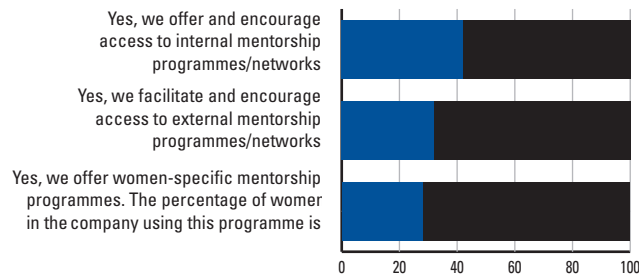 Yes, we offer and encourage
access to internal mentorship
programmes/networks
Yes, we facilitate and encourage
access to external mentorship
programmes/networks
Yes, we offer women-specific mentorship
programmes. The percentage of women
in the company using this programme is
0 20 40 60 80 100